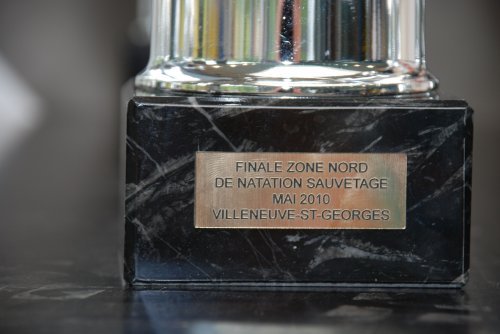 FINALE ZONE NORD
DE NATATION SAUVETAGE
MAI 2010
VILLENEUVE-ST-GEORGES